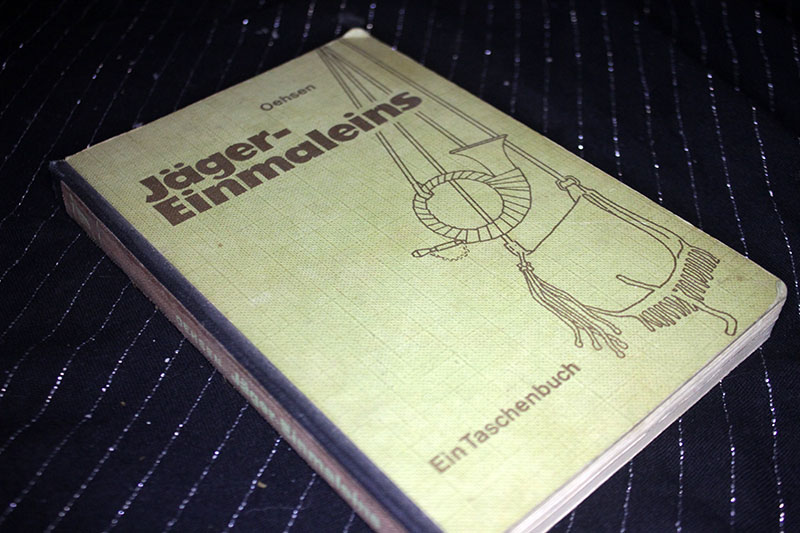 Oehsen
Jäger-
Einmaleins
Ein Taschenbuch